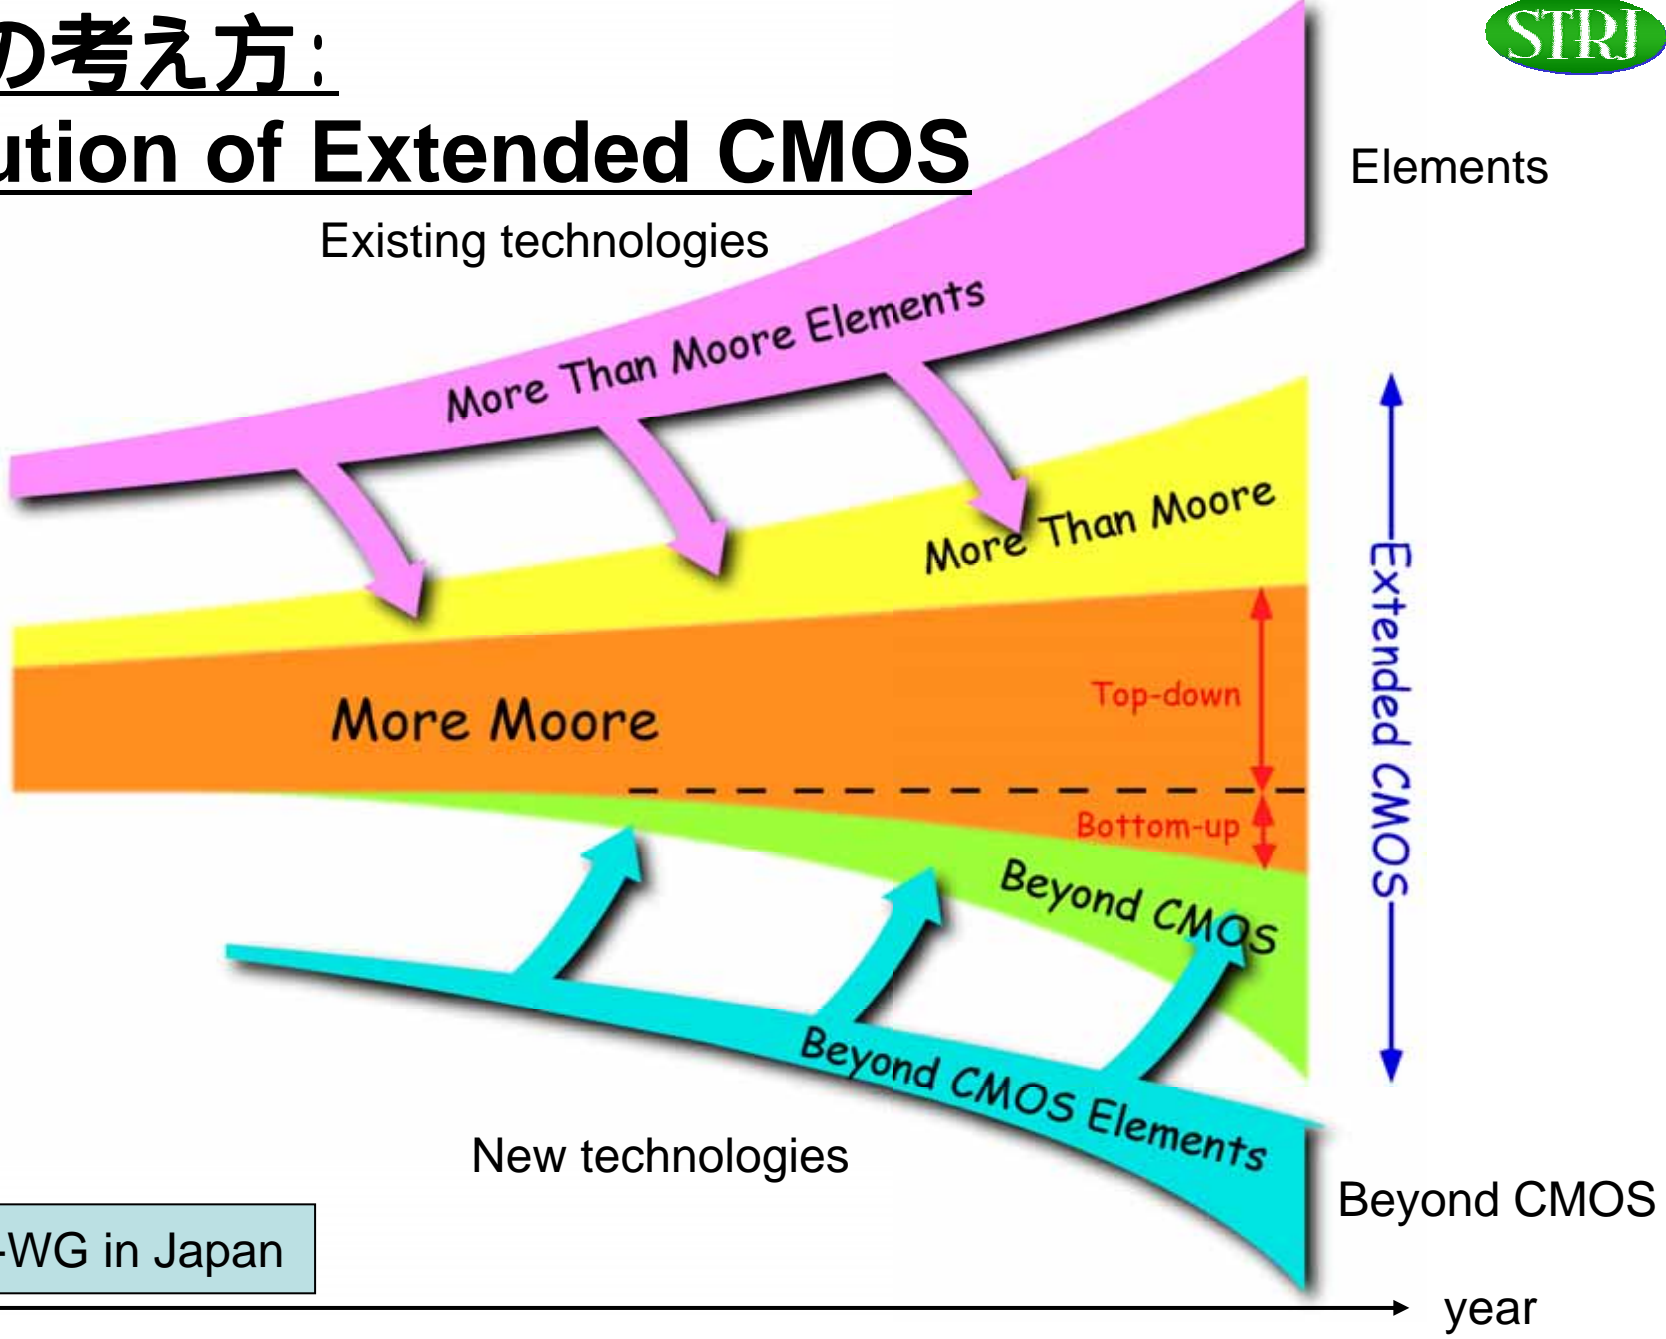 の考え方:
ution of Extended CMOS
STRJ
Elements
Existing technologies
More Than Moore Elements
More Than Moore
Extended CMOS
Top-down
More Moore
Bottom-up
Beyond CMOS
Beyond CMOS Elements
New technologies
Beyond CMOS
-WG in Japan
year